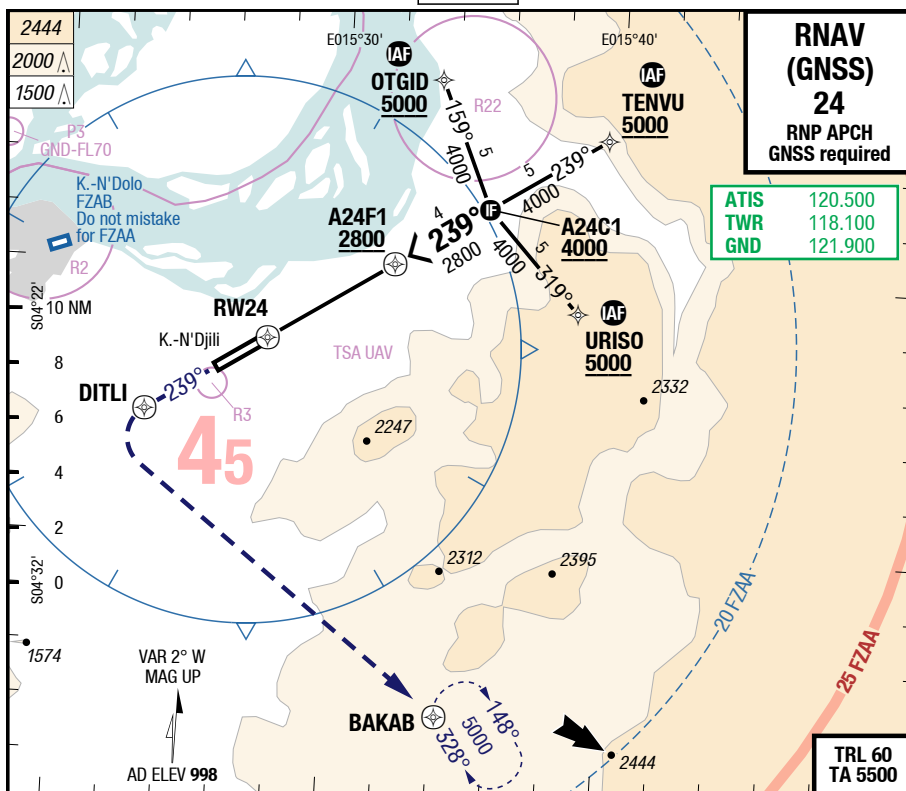 2444
2000
1500
E015°30'
E015°40'
IAF
OTGID
5000
IAF
TENVU
5000
RNAV
(GNSS)
24
RNP APCH
GNSS required
R22
159°
5
4000
5
239°
4000
P3
GND-FL70
K.-N'Dolo
FZAB
Do not mistake
for FZAA
R2
ATIS 120.500
TWR 118.100
GND 121.900
A24F1
2800
4
239°
2800
IF
A24C1
4000
5
319°
4000
S04°22'
10 NM
RW24
K.-N'Djili
TSA UAV
IAF
URISO
5000
8
DITLI
239°
R3
2332
6
45
2247
4
2
2312
2395
S04°32'
0
20 FZAA
1574
VAR 2° W
MAG UP
25 FZAA
BAKAB
148°
5000
328°
2444
AD ELEV 998
TRL 60
TA 5500